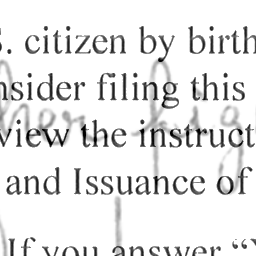 S. citizen by birth
nsider filing this
view the instruct
and Issuance of
If you answer “Y